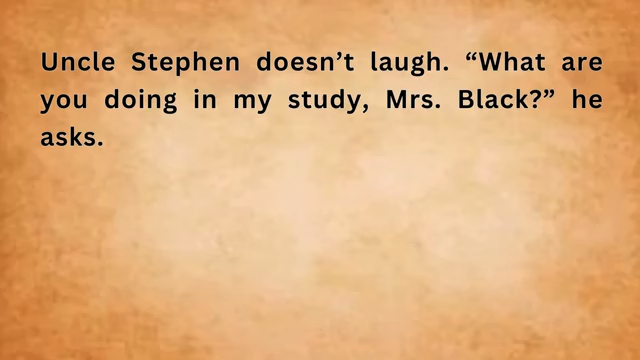 Uncle Stephen doesn’t laugh. “What are
you doing in my study, Mrs. Black?” he
asks.